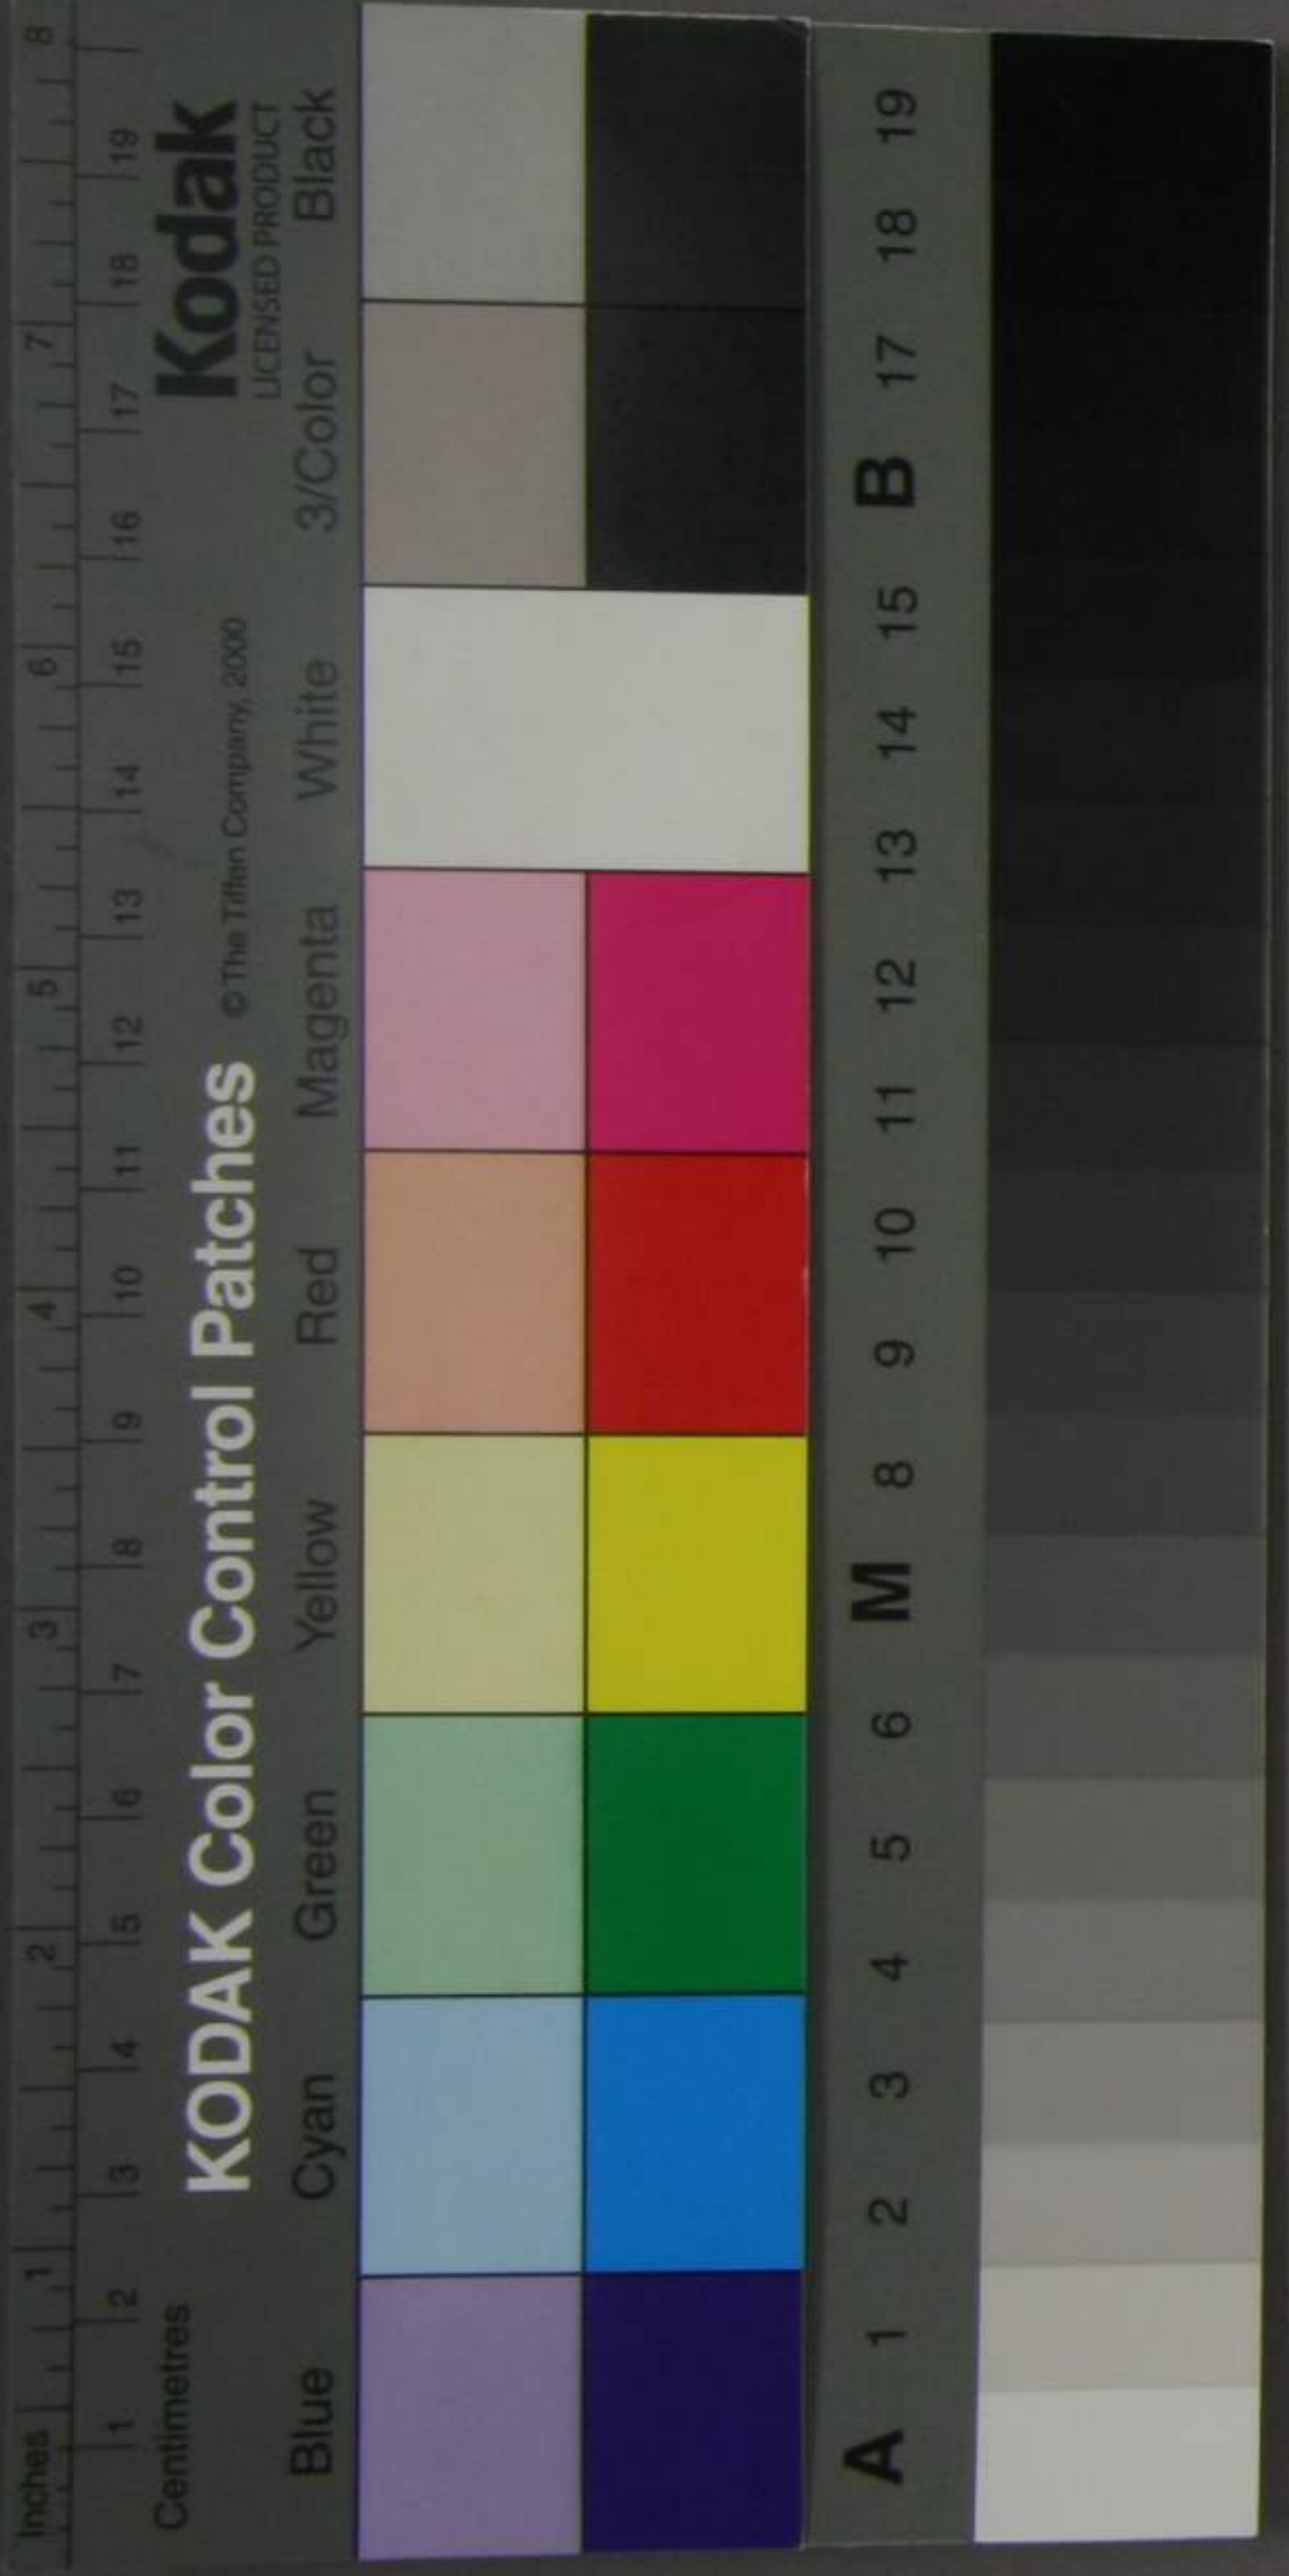 Inches 1 2 3 4 5 6 7 8
1 2 3 4 5 6 7 8 9 10 11 12 13 14 15 16 17 18 19
Centimetres
KODAK Color Control Patches © The Tiffen Company, 2000
Kodak
LICENSED PRODUCT
Blue Cyan Green Yellow Red Magenta White 3/Color Black
A 1 2 3 4 5 6 M 8 9 10 11 12 13 14 15 B 17 18 19